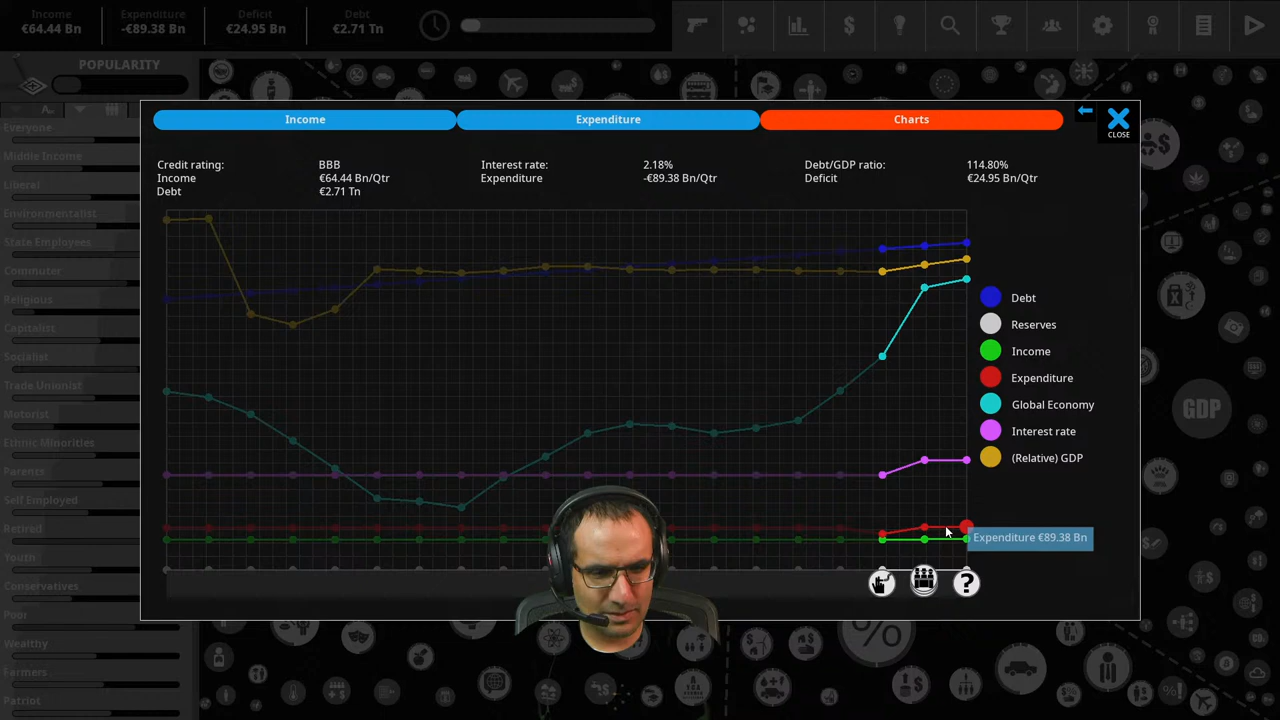 Income
€64.44 Bn
Expenditure
-€89.38 Bn
Deficit
€24.95 Bn
Debt
€2.71 Tn
POPULARITY
Everyone
Middle Income
Liberal
Environmentalist
State Employees
Commuter
Religious
Capitalist
Socialist
Trade Unionist
Motorist
Ethnic Minorities
Parents
Self Employed
Retired
Youth
Conservatives
Poor
Wealthy
Farmers
Patriot
Income
Expenditure
Charts
CLOSE
Credit rating: BBB
Interest rate: 2.18%
Debt/GDP ratio: 114.80%
Income €64.44 Bn/Qtr
Expenditure -€89.38 Bn/Qtr
Deficit €24.95 Bn/Qtr
Debt €2.71 Tn
Debt
Reserves
Income
Expenditure
Global Economy
Interest rate
(Relative) GDP
Expenditure €89.38 Bn
?
GDP
%